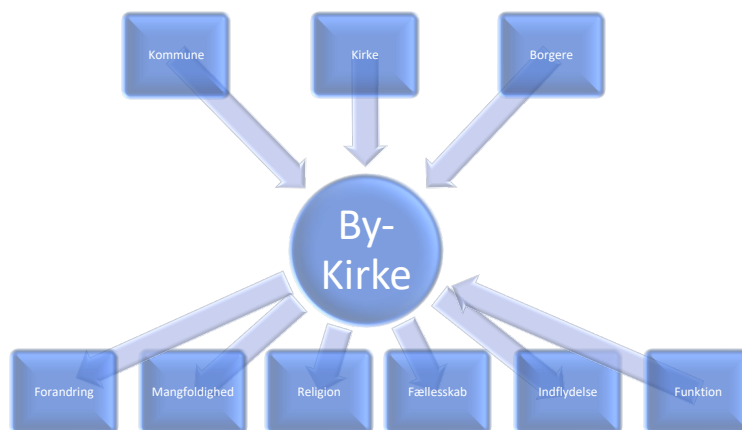 Kommune
Kirke
Borgere
By-
Kirke
Forandring
Mangfoldighed
Religion
Fællesskab
Indflydelse
Funktion